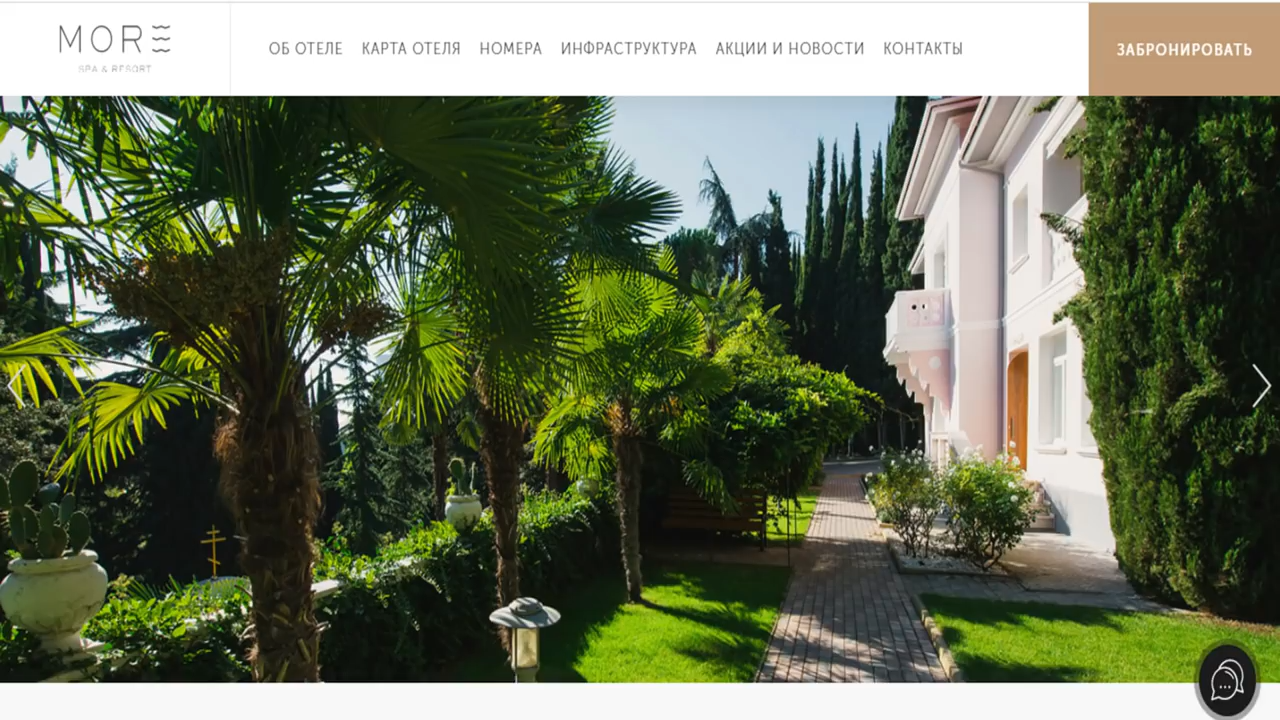 MORE
SPA & RESORT
ОБ ОТЕЛЕ КАРТА ОТЕЛЯ НОМЕРА ИНФРАСТРУКТУРА АКЦИИ И НОВОСТИ КОНТАКТЫ
ЗАБРОНИРОВАТЬ